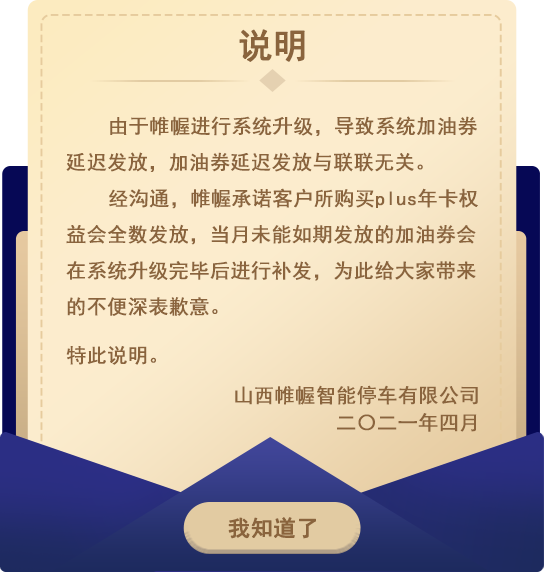 说明
由于帷幄进行系统升级，导致系统加油券
延迟发放，加油券延迟发放与联联无关。
经沟通，帷幄承诺客户所购买plus年卡权
益会全数发放，当月未能如期发放的加油券会
在系统升级完毕后进行补发，为此给大家带来
的不便深表歉意。
特此说明。
山西帷幄智能停车有限公司
二〇二一年四月
我知道了